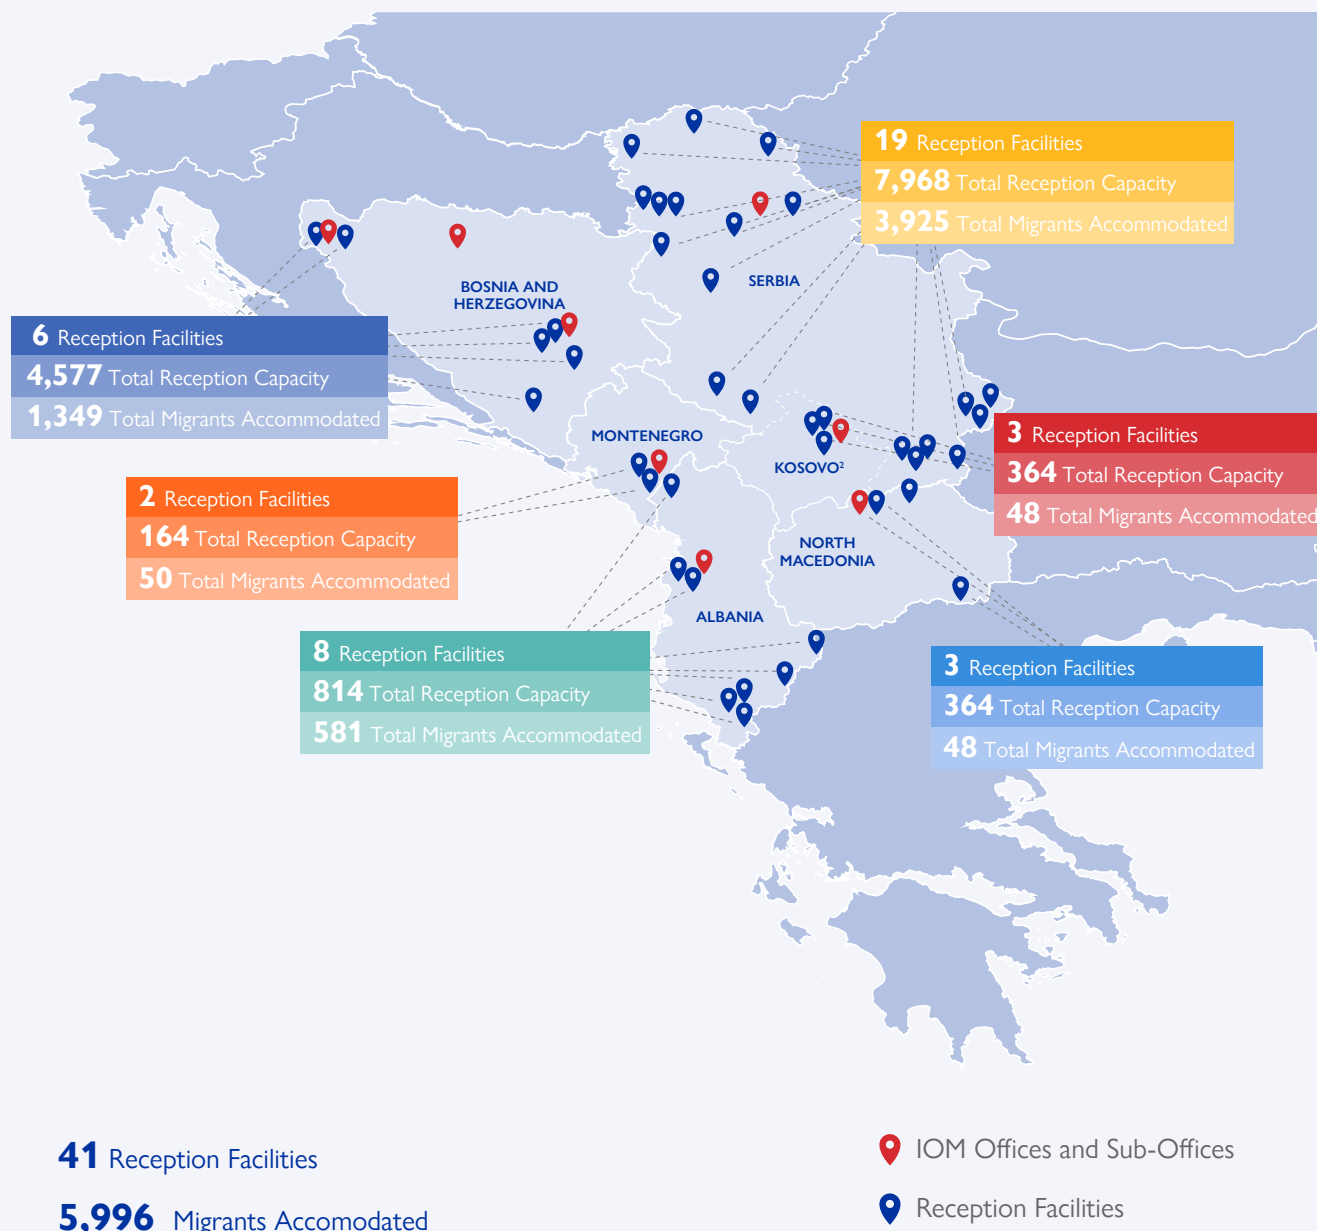 19 Reception Facilities
7,968 Total Reception Capacity
3,925 Total Migrants Accommodated
SERBIA
BOSNIA AND
HERZEGOVINA
6 Reception Facilities
4,577 Total Reception Capacity
1,349 Total Migrants Accommodated
MONTENEGRO
KOSOVO²
3 Reception Facilities
364 Total Reception Capacity
48 Total Migrants Accommodated
2 Reception Facilities
164 Total Reception Capacity
50 Total Migrants Accommodated
NORTH
MACEDONIA
ALBANIA
8 Reception Facilities
814 Total Reception Capacity
581 Total Migrants Accommodated
3 Reception Facilities
364 Total Reception Capacity
48 Total Migrants Accommodated
41 Reception Facilities
5,996 Migrants Accomodated
IOM Offices and Sub-Offices
Reception Facilities